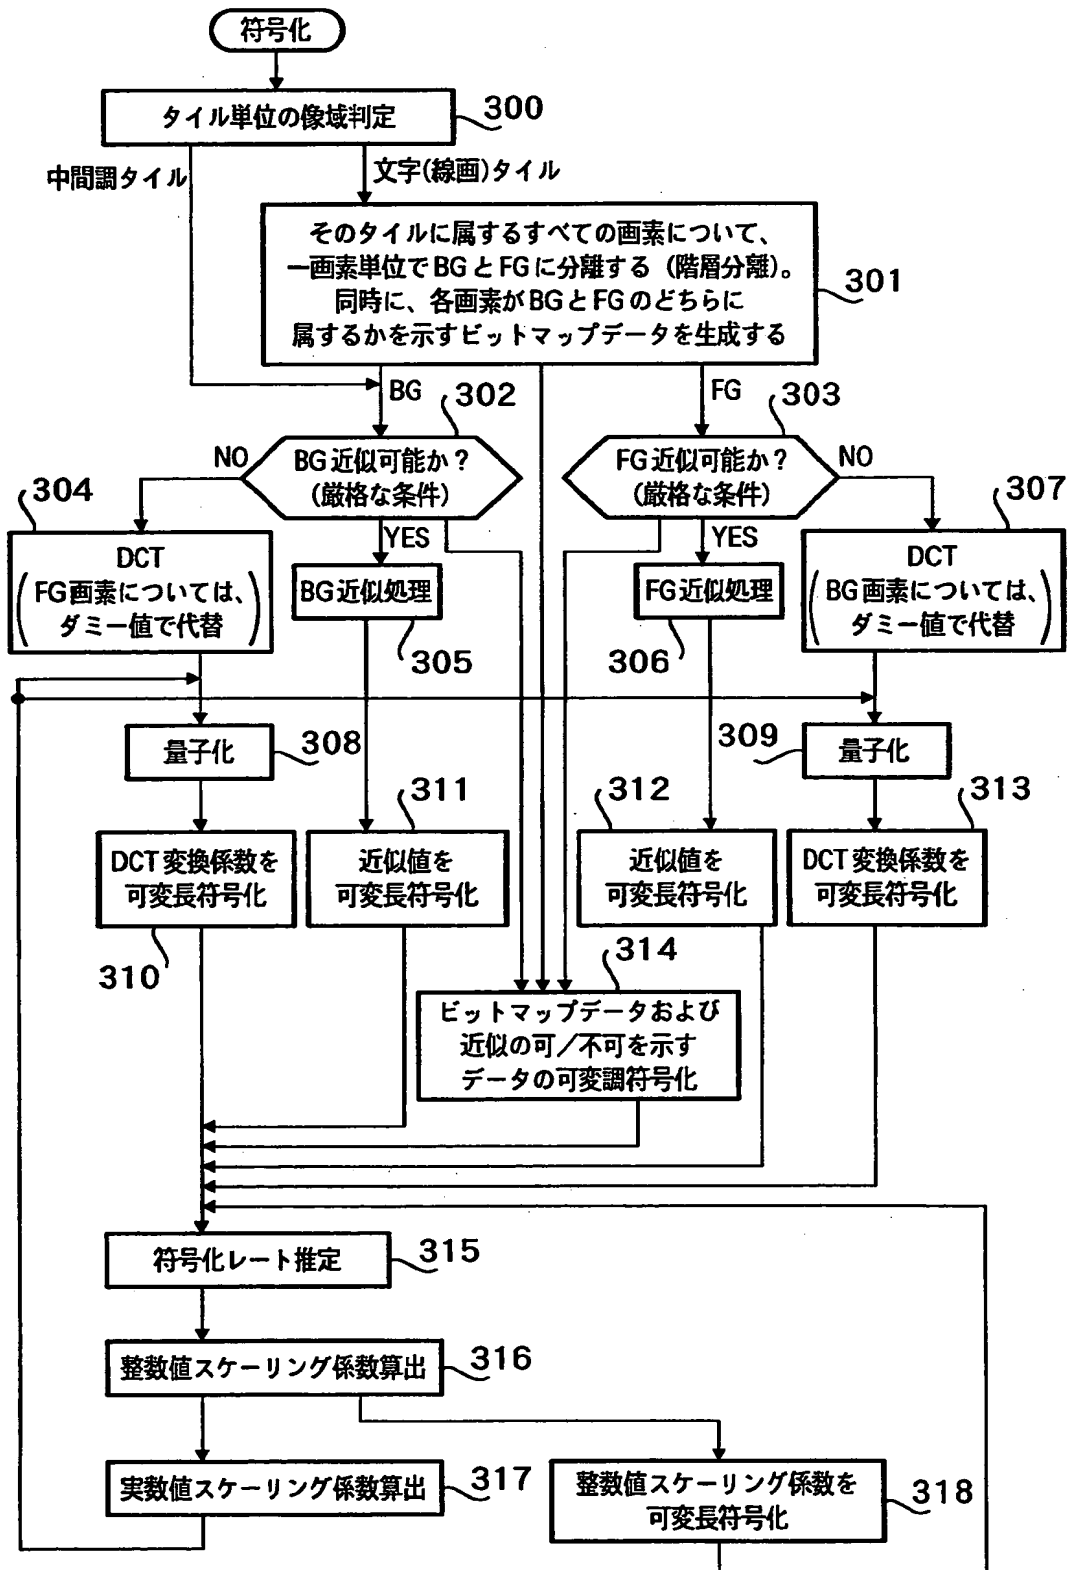 符号化
タイル単位の像域判定
300
中間調タイル
文字(線画)タイル
そのタイルに属するすべての画素について、
一画素単位でBGとFGに分離する(階層分離)。
同時に、各画素がBGとFGのどちらに
属するかを示すビットマップデータを生成する
301
BG
FG
302
303
NO
BG近似可能か?
(厳格な条件)
FG近似可能か?
(厳格な条件)
NO
304
307
YES
YES
DCT
FG画素については、
ダミー値で代替
BG近似処理
FG近似処理
DCT
BG画素については、
ダミー値で代替
305
306
量子化
308
309
量子化
311
312
313
DCT変換係数を
可変長符号化
近似値を
可変長符号化
近似値を
可変長符号化
DCT変換係数を
可変長符号化
310
314
ビットマップデータおよび
近似の可/不可を示す
データの可変調符号化
符号化レート推定
315
整数値スケーリング係数算出
316
実数値スケーリング係数算出
317
整数値スケーリング係数を
可変長符号化
318